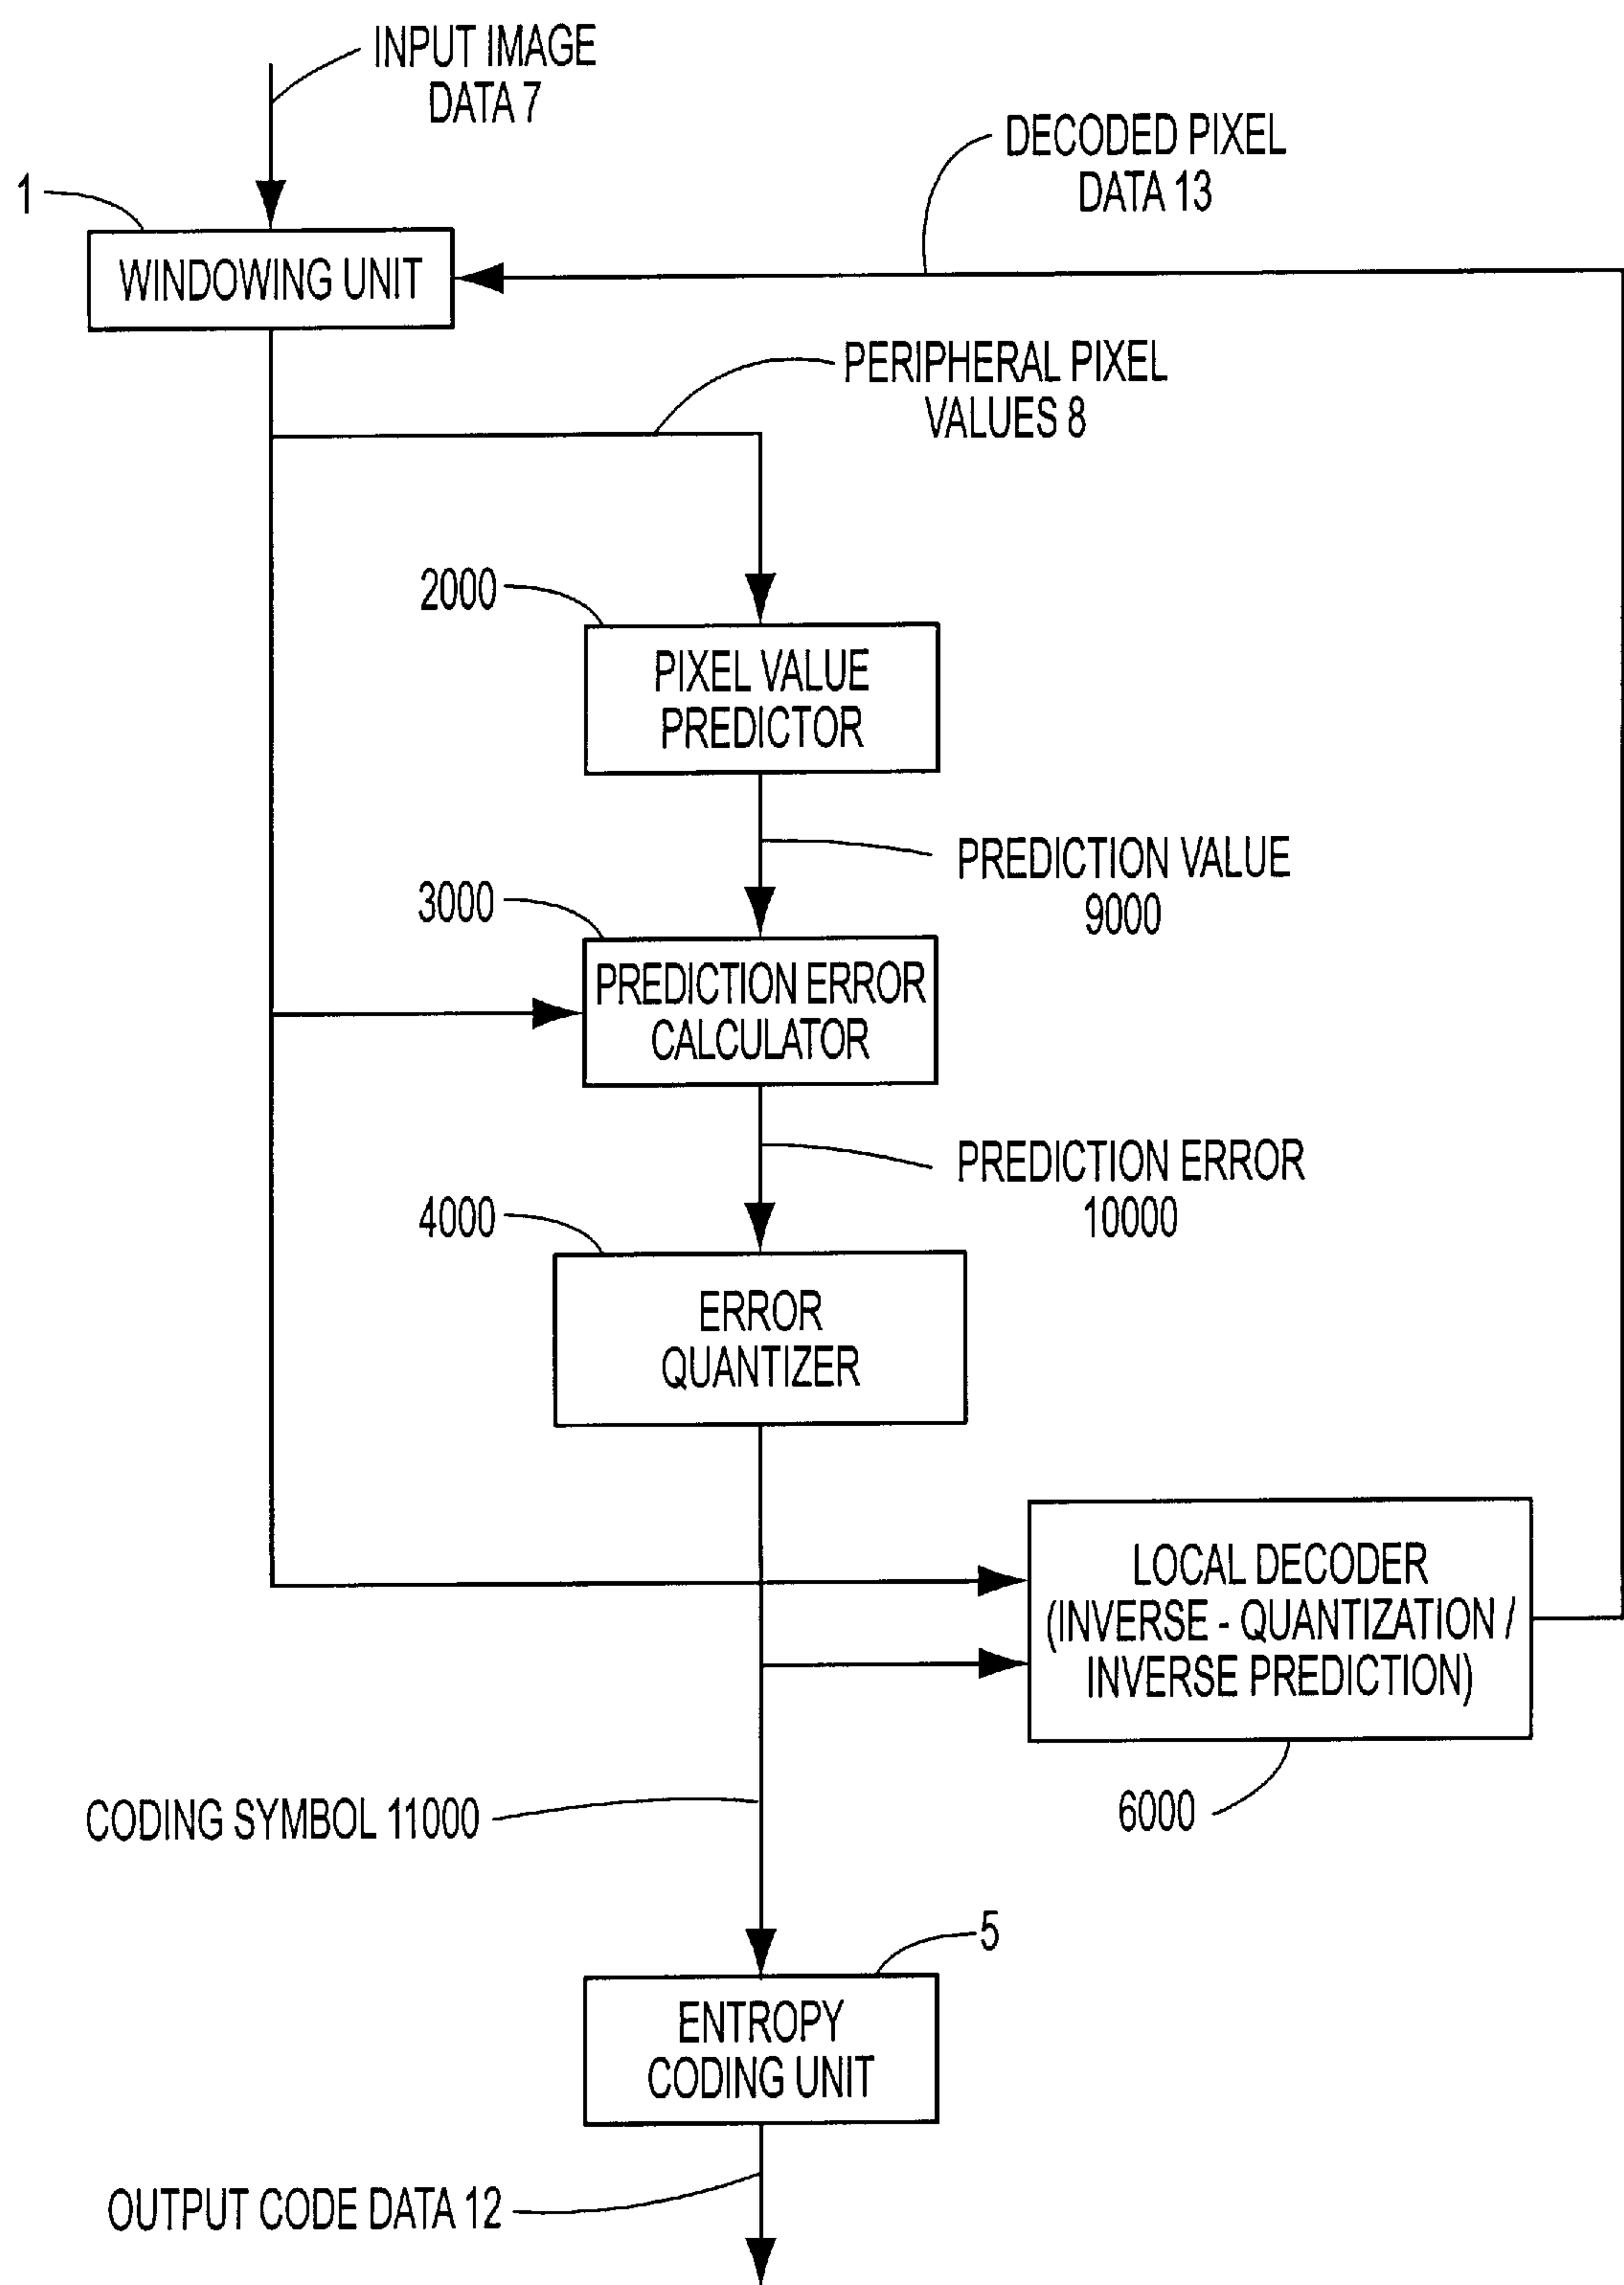 INPUT IMAGE
DATA 7
DECODED PIXEL
DATA 13
1
WINDOWING UNIT
PERIPHERAL PIXEL
VALUES 8
2000
PIXEL VALUE
PREDICTOR
PREDICTION VALUE
9000
3000
PREDICTION ERROR
CALCULATOR
PREDICTION ERROR
10000
4000
ERROR
QUANTIZER
LOCAL DECODER
(INVERSE - QUANTIZATION /
INVERSE PREDICTION)
6000
CODING SYMBOL 11000
5
ENTROPY
CODING UNIT
OUTPUT CODE DATA 12